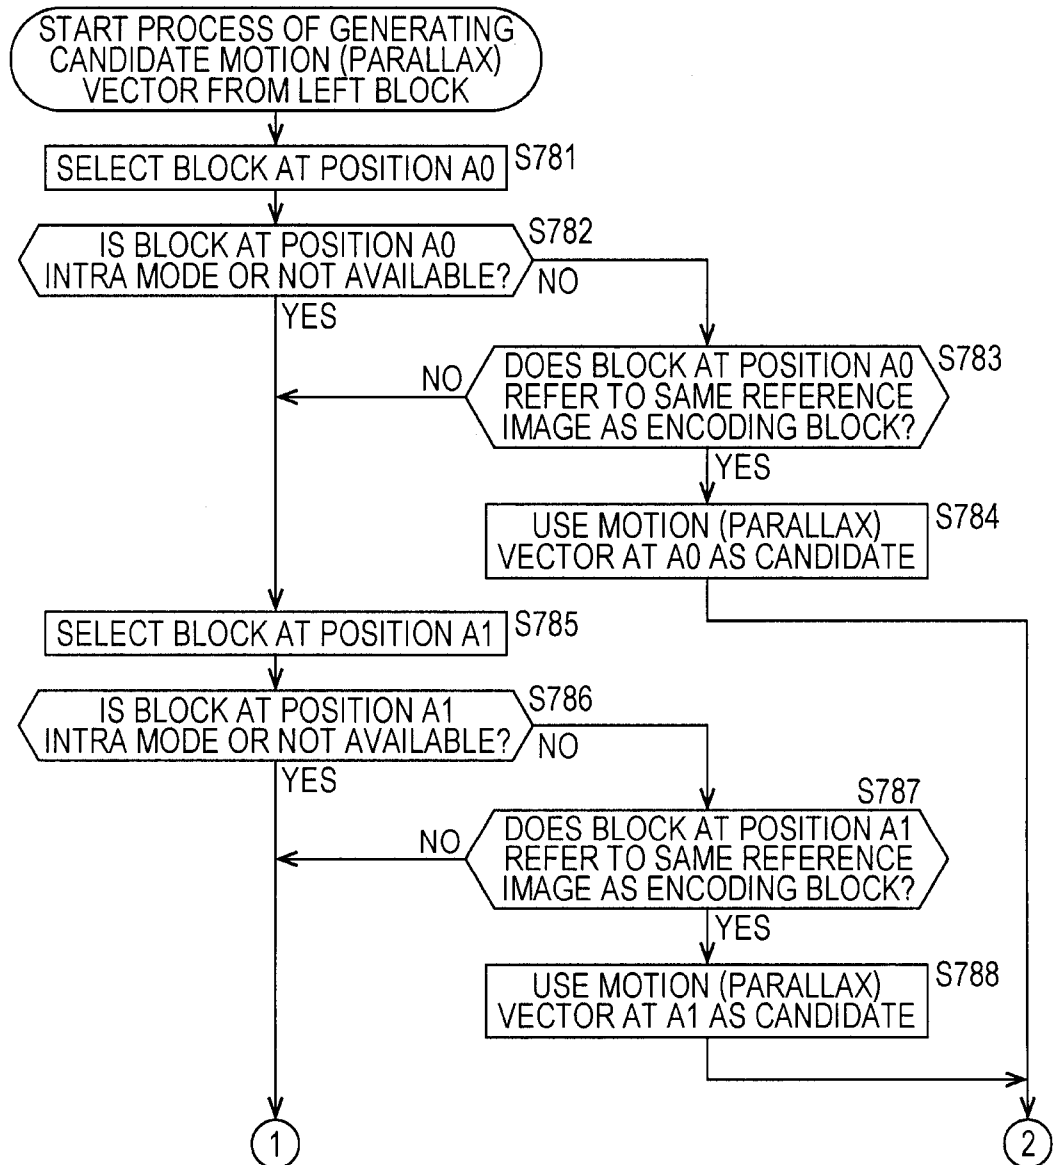 START PROCESS OF GENERATING
CANDIDATE MOTION (PARALLAX)
VECTOR FROM LEFT BLOCK
SELECT BLOCK AT POSITION A0
S781
IS BLOCK AT POSITION A0
INTRA MODE OR NOT AVAILABLE?
S782
NO
YES
DOES BLOCK AT POSITION A0
REFER TO SAME REFERENCE
IMAGE AS ENCODING BLOCK?
S783
NO
YES
USE MOTION (PARALLAX)
VECTOR AT A0 AS CANDIDATE
S784
SELECT BLOCK AT POSITION A1
S785
IS BLOCK AT POSITION A1
INTRA MODE OR NOT AVAILABLE?
S786
NO
YES
S787
DOES BLOCK AT POSITION A1
REFER TO SAME REFERENCE
IMAGE AS ENCODING BLOCK?
NO
YES
USE MOTION (PARALLAX)
VECTOR AT A1 AS CANDIDATE
S788
1
2